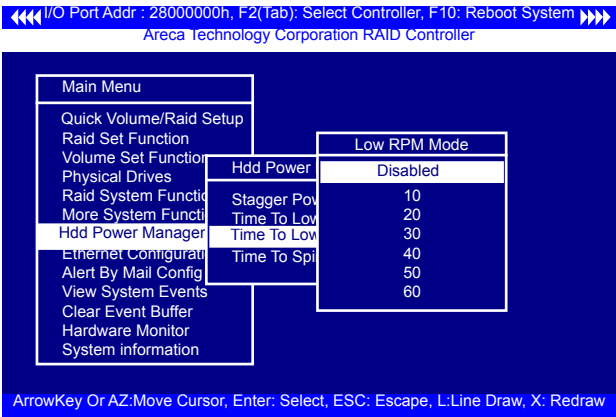 I/O Port Addr : 28000000h, F2(Tab): Select Controller, F10: Reboot System
Areca Technology Corporation RAID Controller
Main Menu
Quick Volume/Raid Setup
Raid Set Function
Volume Set Function
Physical Drives
Raid System Functio
More System Functi
Hdd Power Manager
Ethernet Configurati
Alert By Mail Config
View System Events
Clear Event Buffer
Hardware Monitor
System information
Hdd Power
Stagger Pow
Time To Low
Time To Low
Time To Spi
Low RPM Mode
Disabled
10
20
30
40
50
60
ArrowKey Or AZ:Move Cursor, Enter: Select, ESC: Escape, L:Line Draw, X: Redraw